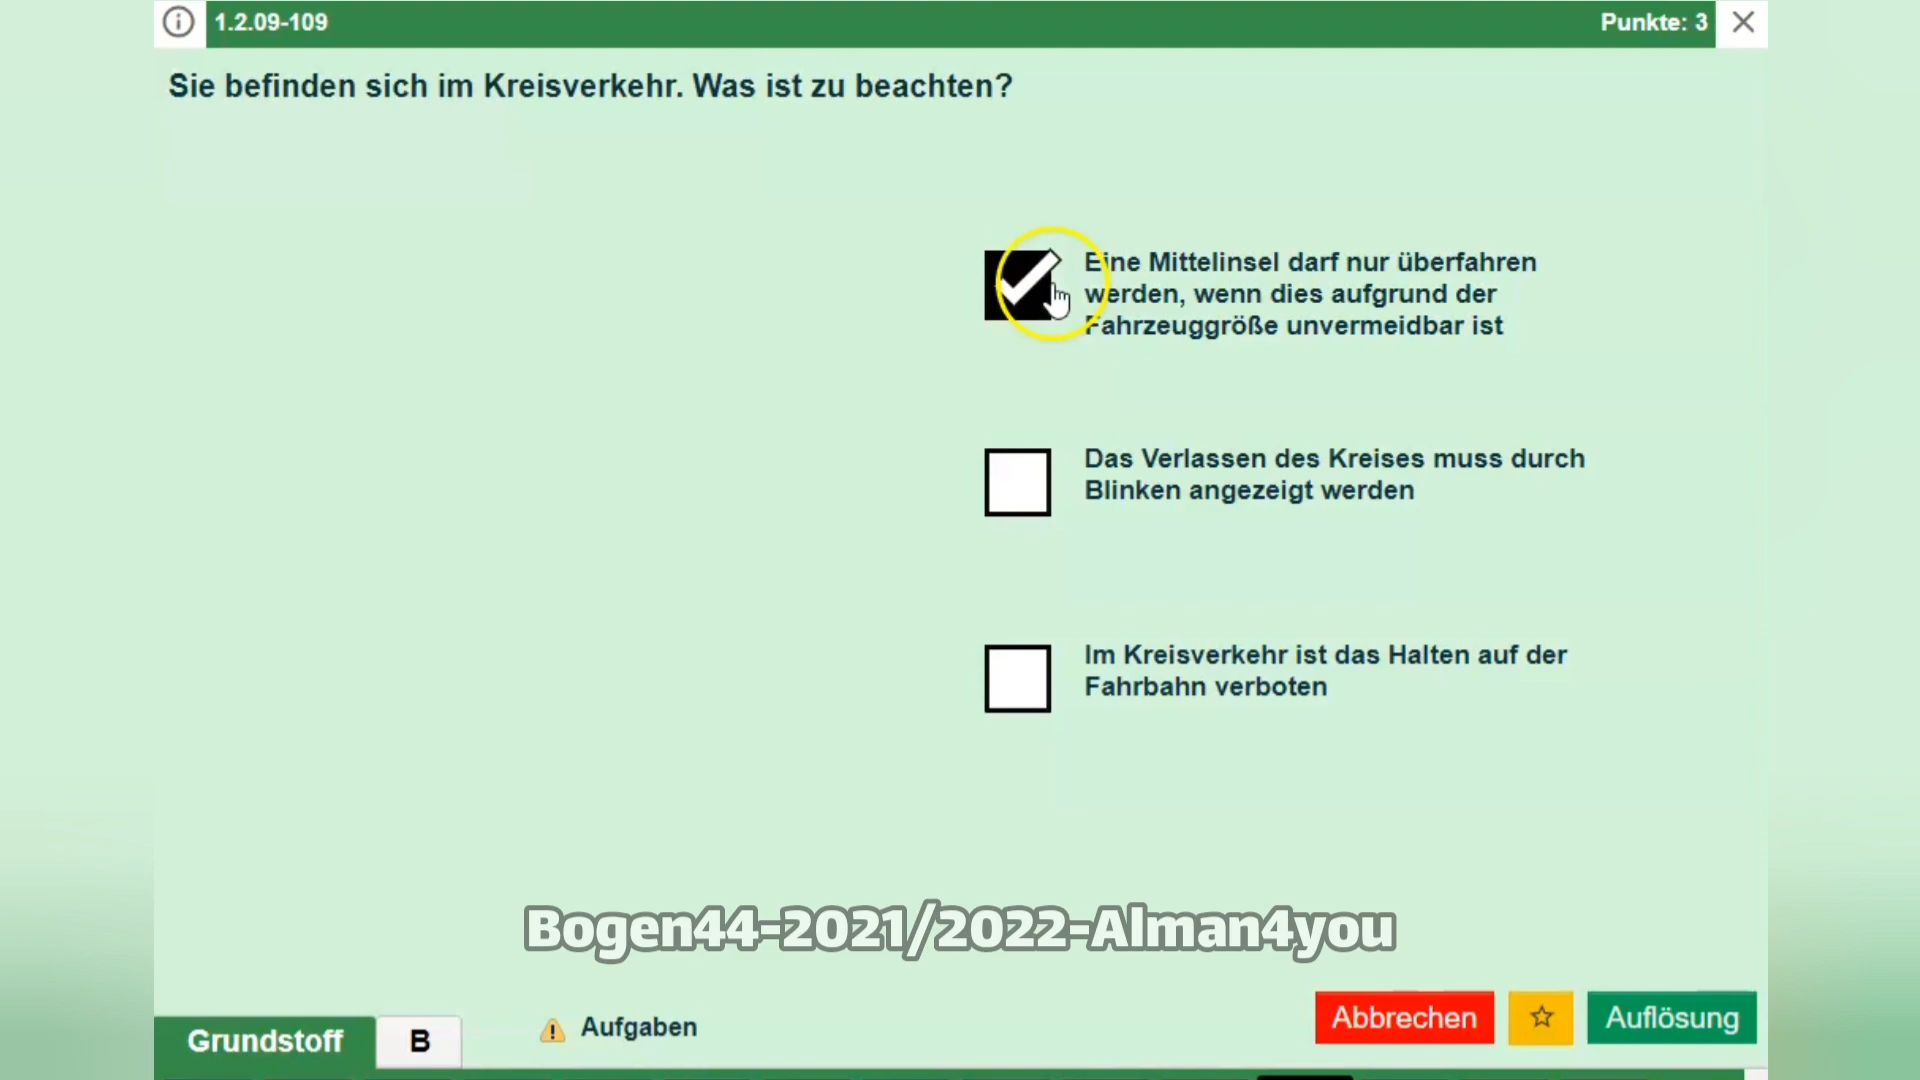 1.2.09-109
Punkte: 3
Sie befinden sich im Kreisverkehr. Was ist zu beachten?
Eine Mittelinsel darf nur überfahren
werden, wenn dies aufgrund der
Fahrzeuggröße unvermeidbar ist
Das Verlassen des Kreises muss durch
Blinken angezeigt werden
Im Kreisverkehr ist das Halten auf der
Fahrbahn verboten
Bogen44-2021/2022-Alman4you
Grundstoff
B
Aufgaben
Abbrechen
Auflösung